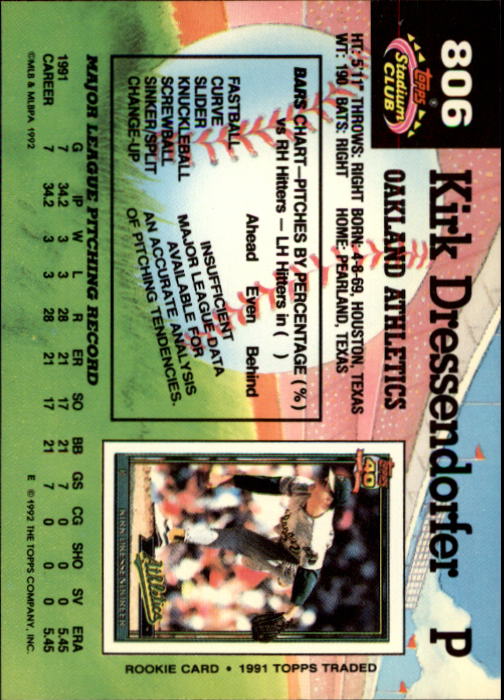 806
TOPPS
Stadium
CLUB
Kirk Dressendorfer P
OAKLAND ATHLETICS
HT: 5'11" THROWS: RIGHT BORN: 4-8-69, HOUSTON, TEXAS
WT: 190 BATS: RIGHT HOME: PEARLAND, TEXAS
BARS CHART—PITCHES BY PERCENTAGE (%)
vs RH Hitters — LH Hitters in ( )
Ahead Even Behind
FASTBALL
CURVE
SLIDER
KNUCKLEBALL
SCREWBALL
SINKER/SPLIT
CHANGE-UP
INSUFFICIENT
MAJOR LEAGUE DATA
AVAILABLE FOR
AN ACCURATE ANALYSIS
OF PITCHING TENDENCIES.
TOPPS
40
Athletics
KIRK DRESSENDORFER
ROOKIE CARD • 1991 TOPPS TRADED
MAJOR LEAGUE PITCHING RECORD
G IP W L R ER SO BB GS CG SHO SV ERA
1991 7 34.2 3 3 28 21 17 21 7 0 0 0 5.45
CAREER 7 34.2 3 3 28 21 17 21 7 0 0 0 5.45
©MLB & MLBPA 1992
E ©1992 THE TOPPS COMPANY, INC.